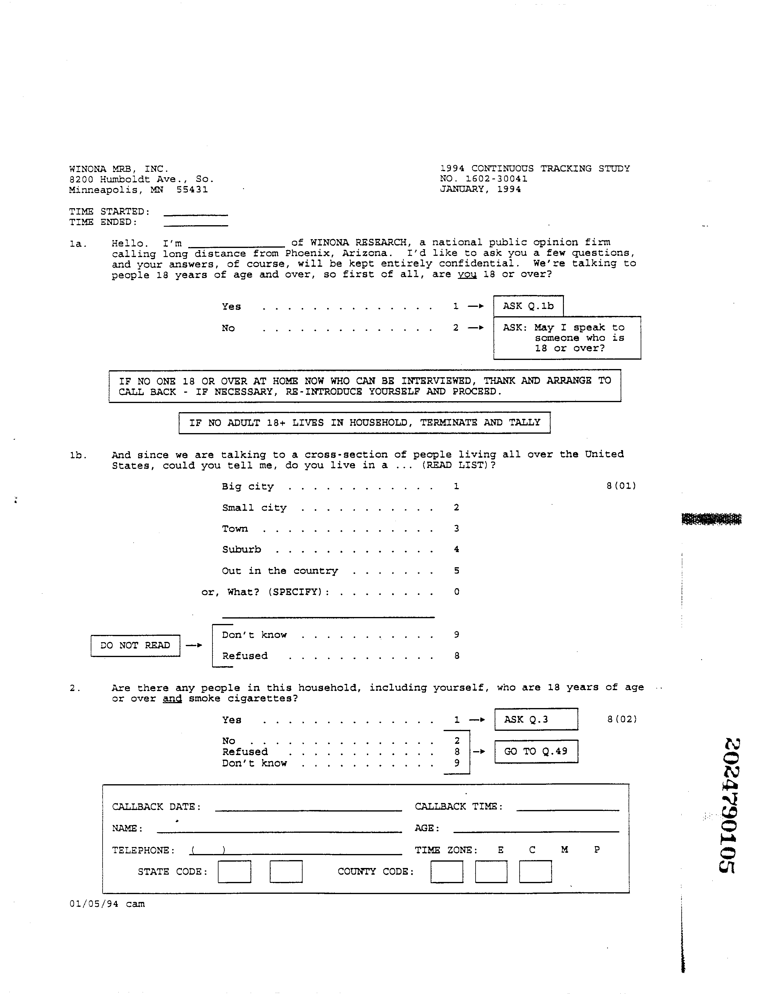 WINONA MRB, INC.
8200 Humboldt Ave., So.
Minneapolis, MN 55431
1994 CONTINUOUS TRACKING STUDY
NO. 1602-30041
JANUARY, 1994
TIME STARTED: __________
TIME ENDED: __________
1a. Hello. I'm _______________ of WINONA RESEARCH, a national public opinion firm
calling long distance from Phoenix, Arizona. I'd like to ask you a few questions,
and your answers, of course, will be kept entirely confidential. We're talking to
people 18 years of age and over, so first of all, are you 18 or over?
Yes . . . . . . . . . . . . . . 1 → ASK Q.1b
No . . . . . . . . . . . . . . 2 → ASK: May I speak to
someone who is
18 or over?
IF NO ONE 18 OR OVER AT HOME NOW WHO CAN BE INTERVIEWED, THANK AND ARRANGE TO
CALL BACK - IF NECESSARY, RE-INTRODUCE YOURSELF AND PROCEED.
IF NO ADULT 18+ LIVES IN HOUSEHOLD, TERMINATE AND TALLY
1b. And since we are talking to a cross-section of people living all over the United
States, could you tell me, do you live in a ... (READ LIST)?
Big city . . . . . . . . . . . . 1 8(01)
Small city . . . . . . . . . . . 2
Town . . . . . . . . . . . . . . 3
Suburb . . . . . . . . . . . . . 4
Out in the country . . . . . . . 5
or, What? (SPECIFY): . . . . . . . . 0
DO NOT READ →
Don't know . . . . . . . . . . . 9
Refused . . . . . . . . . . . . 8
2. Are there any people in this household, including yourself, who are 18 years of age
or over and smoke cigarettes?
Yes . . . . . . . . . . . . . . 1 → ASK Q.3 8(02)
No . . . . . . . . . . . . . . . 2
Refused . . . . . . . . . . . . 8 → GO TO Q.49
Don't know . . . . . . . . . . . 9
CALLBACK DATE: ____________________ CALLBACK TIME: ____________
NAME: ____________________ AGE: ____________________
TELEPHONE: ( ) ____________________ TIME ZONE: E C M P
STATE CODE: COUNTY CODE:
01/05/94 cam
2024790105